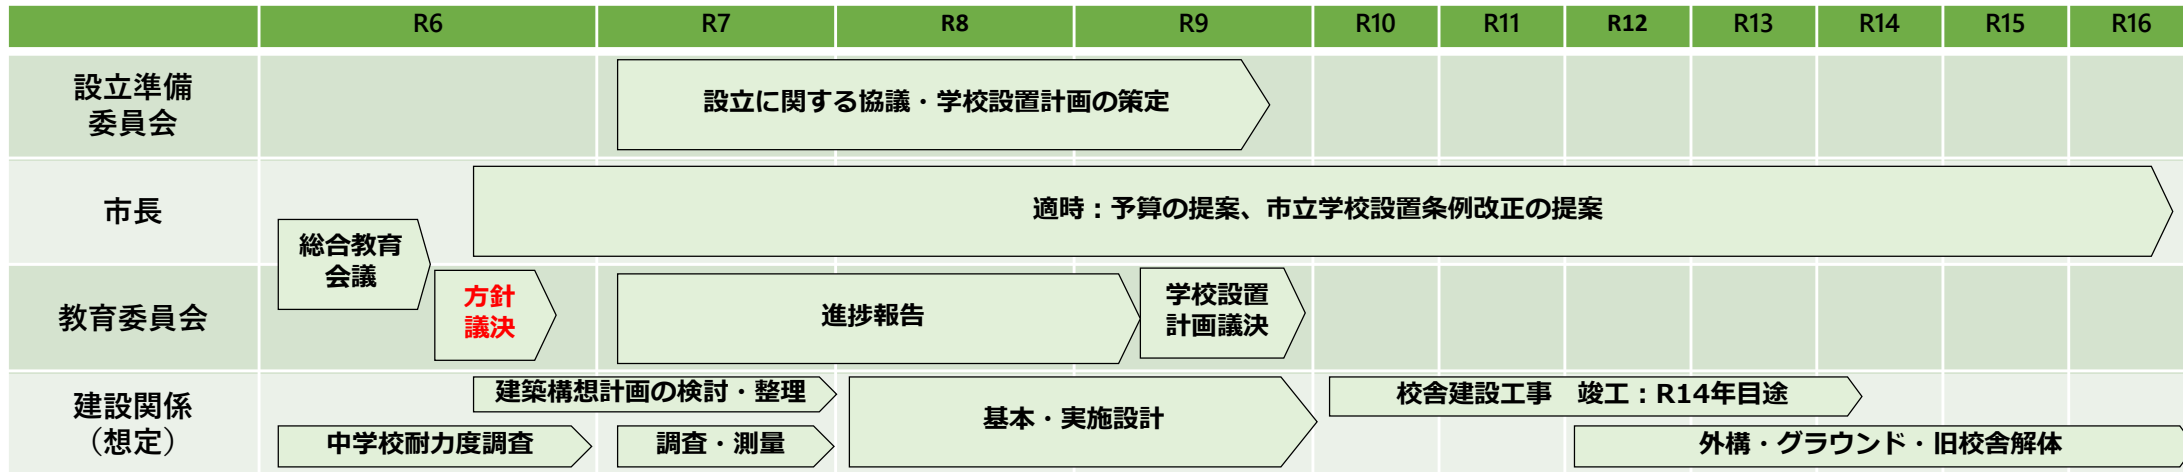 R6 R7 R8 R9 R10 R11 R12 R13 R14 R15 R16
設立準備
委員会
設立に関する協議・学校設置計画の策定
市長
適時：予算の提案、市立学校設置条例改正の提案
総合教育
会議
教育委員会
方針
議決
進捗報告
学校設置
計画議決
建設関係
（想定）
建築構想計画の検討・整理
中学校耐力度調査
調査・測量
基本・実施設計
校舎建設工事　竣工：R14年目途
外構・グラウンド・旧校舎解体